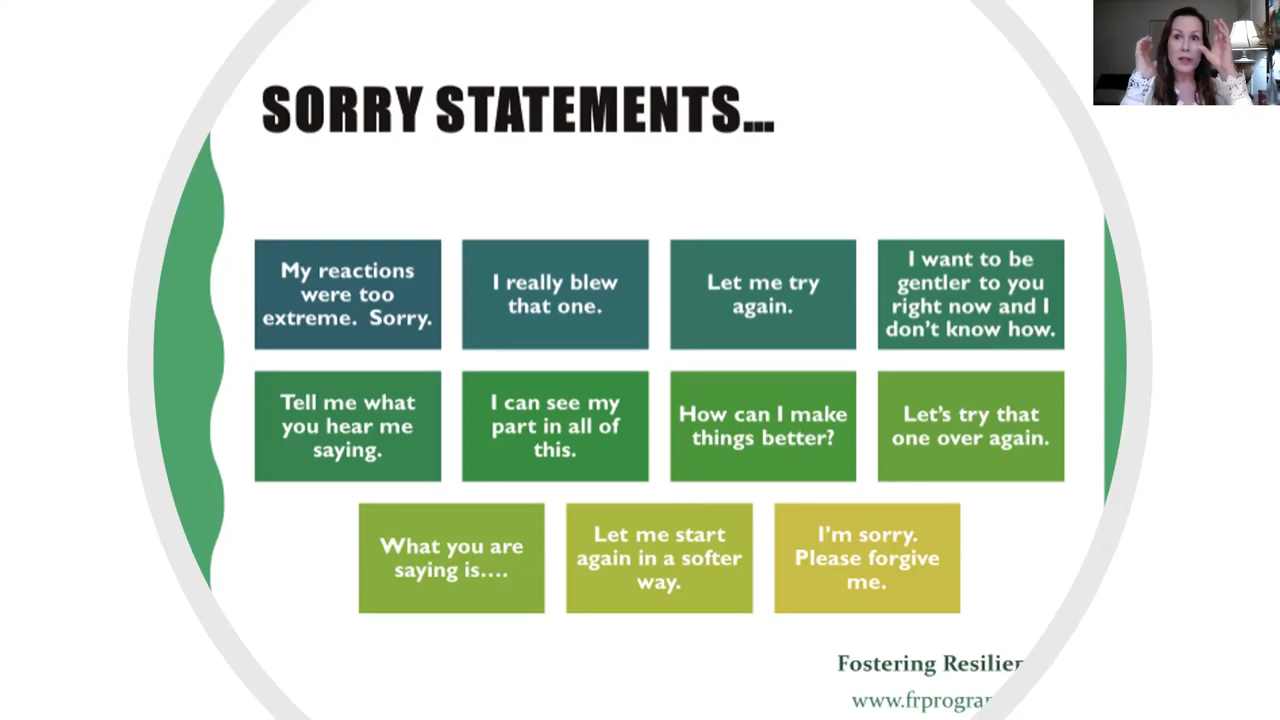 SORRY STATEMENTS...
My reactions
were too
extreme.  Sorry.
I really blew
that one.
Let me try
again.
I want to be
gentler to you
right now and I
don't know how.
Tell me what
you hear me
saying.
I can see my
part in all of
this.
How can I make
things better?
Let's try that
one over again.
What you are
saying is....
Let me start
again in a softer
way.
I'm sorry.
Please forgive
me.
Fostering